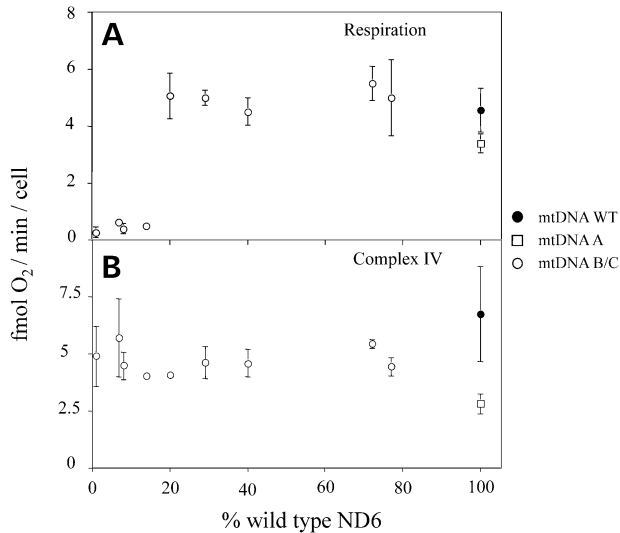 8
A
Respiration
6
4
2
0
fmol O₂ / min / cell
mtDNA WT
mtDNA A
mtDNA B/C
B
Complex IV
7.5
5
2.5
0
0 20 40 60 80 100
% wild type ND6